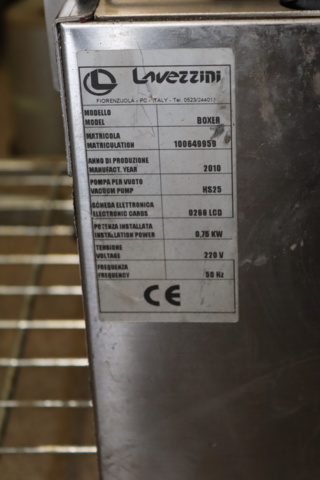 Lavezzini
FIORENZUOLA - PC - ITALY - Tel. 0523/944011
MODELLO
MODEL BOXER
MATRICOLA
MATRICULATION 100649959
ANNO DI PRODUZIONE
MANUFACT. YEAR 2010
POMPA PER VUOTO
VACUUM PUMP HS25
SCHEDA ELETTRONICA
ELECTRONIC CARDS 0268 LCD
POTENZA INSTALLATA
INSTALLATION POWER 0.75 KW
TENSIONE
VOLTAGE 220 V
FREQUENZA
FREQUENCY 50 Hz
CE